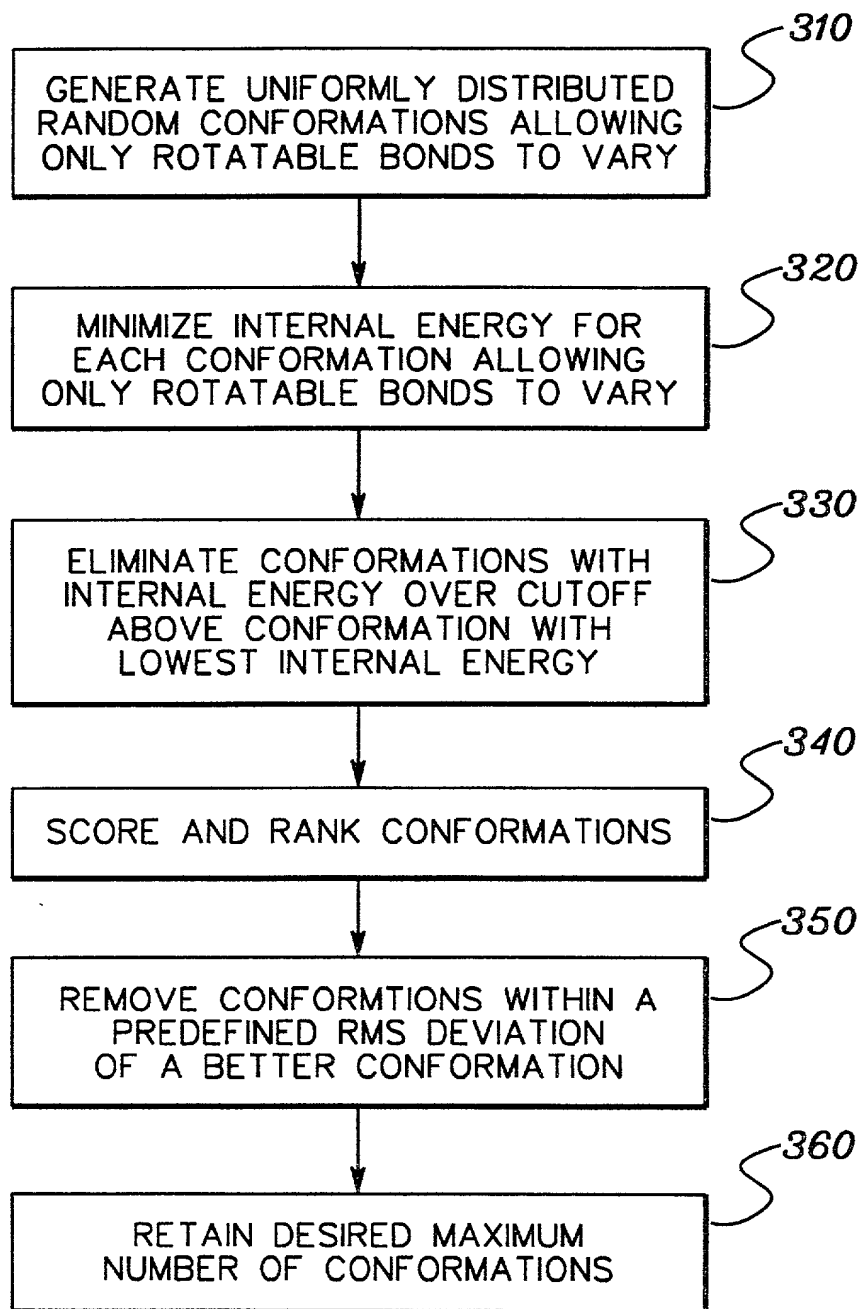 310
GENERATE UNIFORMLY DISTRIBUTED
RANDOM CONFORMATIONS ALLOWING
ONLY ROTATABLE BONDS TO VARY
320
MINIMIZE INTERNAL ENERGY FOR
EACH CONFORMATION ALLOWING
ONLY ROTATABLE BONDS TO VARY
330
ELIMINATE CONFORMATIONS WITH
INTERNAL ENERGY OVER CUTOFF
ABOVE CONFORMATION WITH
LOWEST INTERNAL ENERGY
340
SCORE AND RANK CONFORMATIONS
350
REMOVE CONFORMTIONS WITHIN A
PREDEFINED RMS DEVIATION
OF A BETTER CONFORMATION
360
RETAIN DESIRED MAXIMUM
NUMBER OF CONFORMATIONS